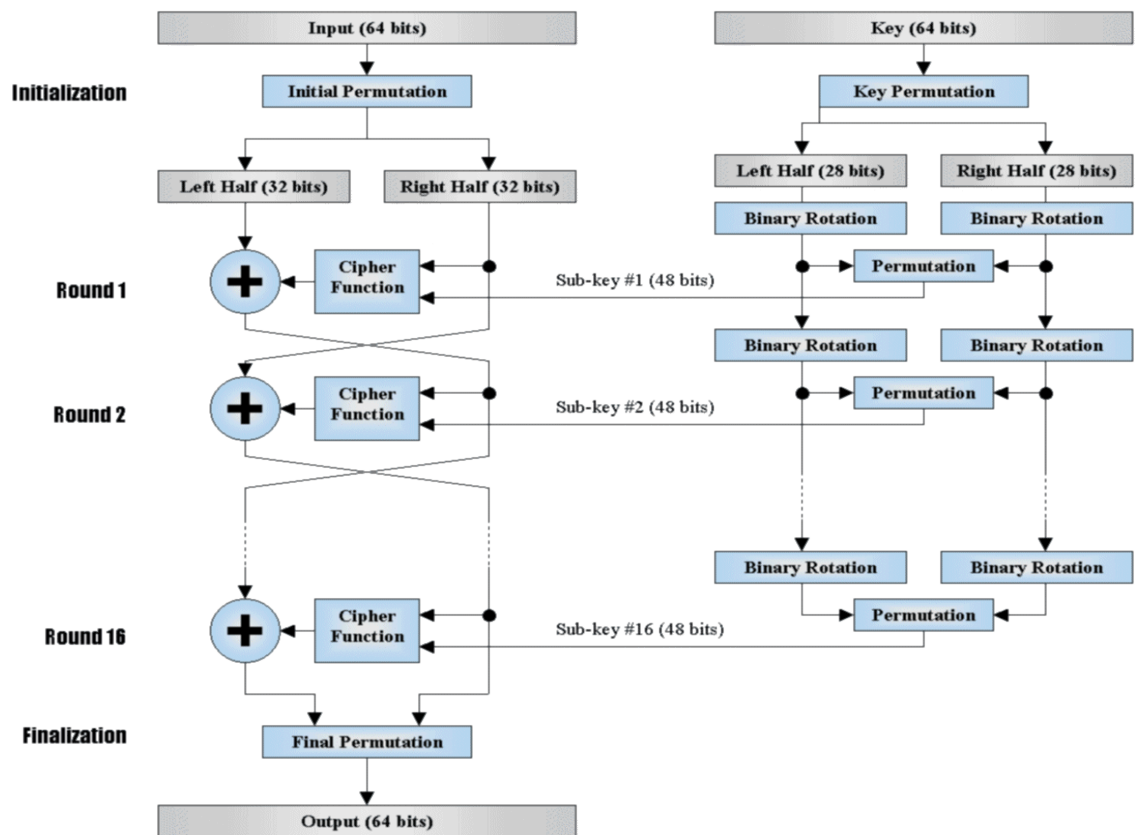 Input (64 bits)
Key (64 bits)
Initialization
Initial Permutation
Key Permutation
Left Half (32 bits)
Right Half (32 bits)
Left Half (28 bits)
Right Half (28 bits)
Binary Rotation
Binary Rotation
Round 1
Cipher
Function
Sub-key #1 (48 bits)
Permutation
Binary Rotation
Binary Rotation
Round 2
Cipher
Function
Sub-key #2 (48 bits)
Permutation
Binary Rotation
Binary Rotation
Round 16
Cipher
Function
Sub-key #16 (48 bits)
Permutation
Finalization
Final Permutation
Output (64 bits)